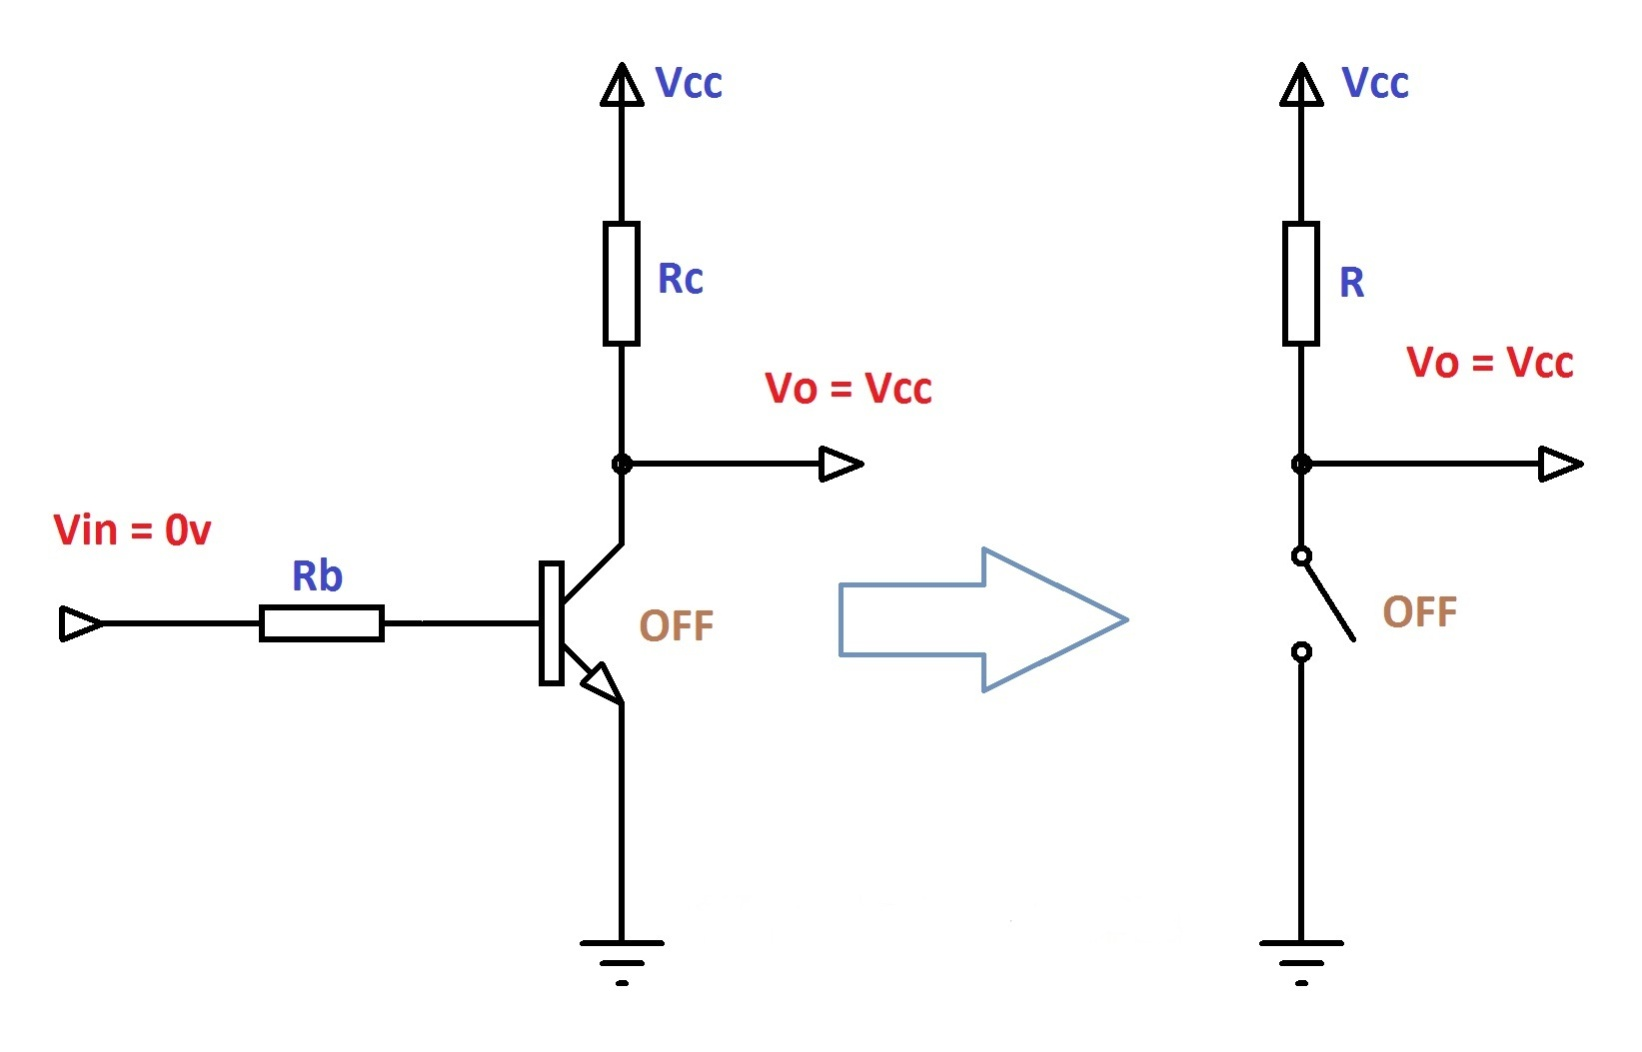 Vcc
Rc
Vo = Vcc
Vin = 0v
Rb
OFF
Vcc
R
Vo = Vcc
OFF